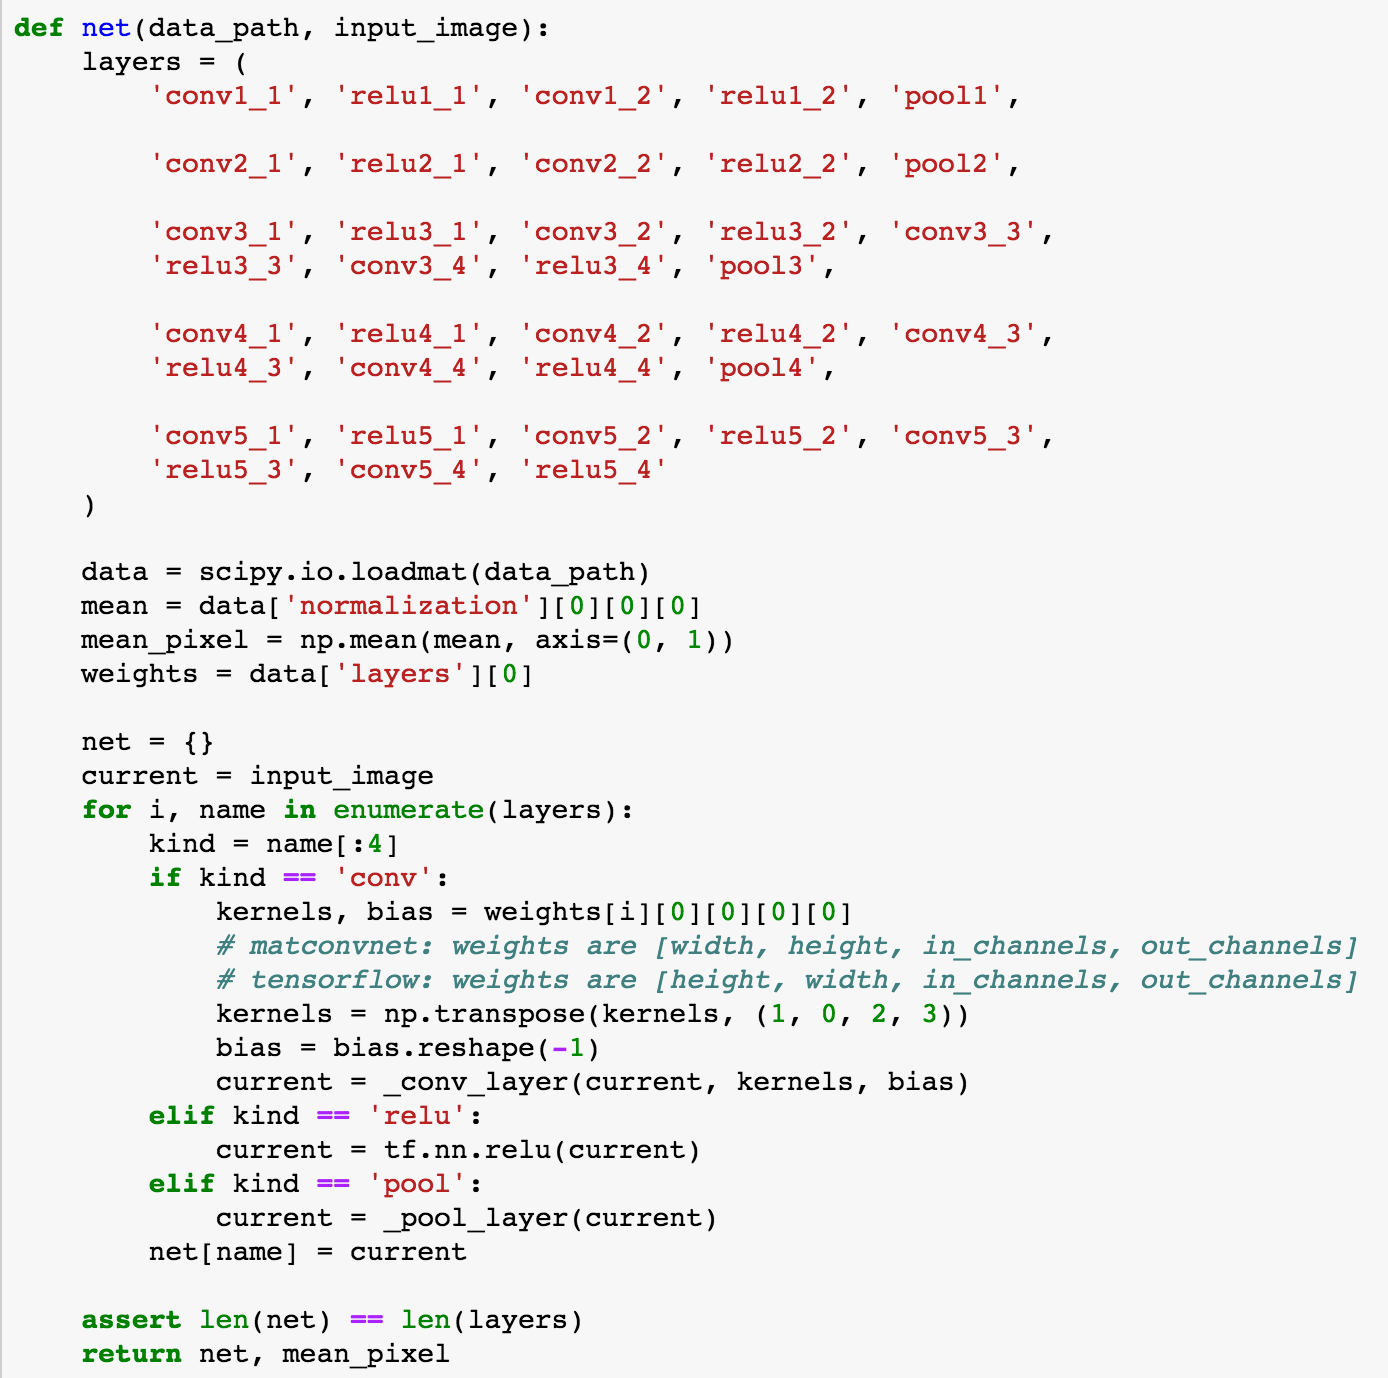 def net(data_path, input_image):
    layers = (
        'conv1_1', 'relu1_1', 'conv1_2', 'relu1_2', 'pool1',

        'conv2_1', 'relu2_1', 'conv2_2', 'relu2_2', 'pool2',

        'conv3_1', 'relu3_1', 'conv3_2', 'relu3_2', 'conv3_3',
        'relu3_3', 'conv3_4', 'relu3_4', 'pool3',

        'conv4_1', 'relu4_1', 'conv4_2', 'relu4_2', 'conv4_3',
        'relu4_3', 'conv4_4', 'relu4_4', 'pool4',

        'conv5_1', 'relu5_1', 'conv5_2', 'relu5_2', 'conv5_3',
        'relu5_3', 'conv5_4', 'relu5_4'
    )

    data = scipy.io.loadmat(data_path)
    mean = data['normalization'][0][0][0]
    mean_pixel = np.mean(mean, axis=(0, 1))
    weights = data['layers'][0]

    net = {}
    current = input_image
    for i, name in enumerate(layers):
        kind = name[:4]
        if kind == 'conv':
            kernels, bias = weights[i][0][0][0][0]
            # matconvnet: weights are [width, height, in_channels, out_channels]
            # tensorflow: weights are [height, width, in_channels, out_channels]
            kernels = np.transpose(kernels, (1, 0, 2, 3))
            bias = bias.reshape(-1)
            current = _conv_layer(current, kernels, bias)
        elif kind == 'relu':
            current = tf.nn.relu(current)
        elif kind == 'pool':
            current = _pool_layer(current)
        net[name] = current

    assert len(net) == len(layers)
    return net, mean_pixel